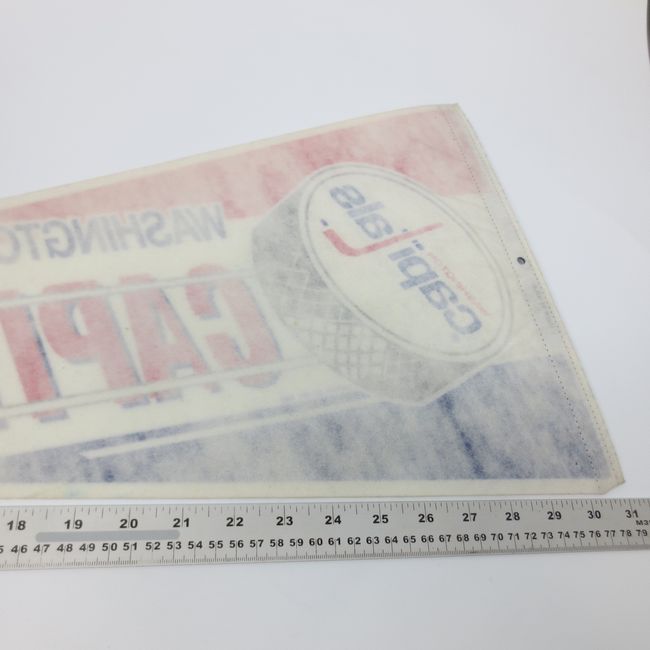 WASHINGTO
CAPIT
capitals
18 19 20 21 22 23 24 25 26 27 28 29 30 31
46 47 48 49 50 51 52 53 54 55 56 57 58 59 60 61 62 63 64 65 66 67 68 69 70 71 72 73 74 75 76 77 78 79